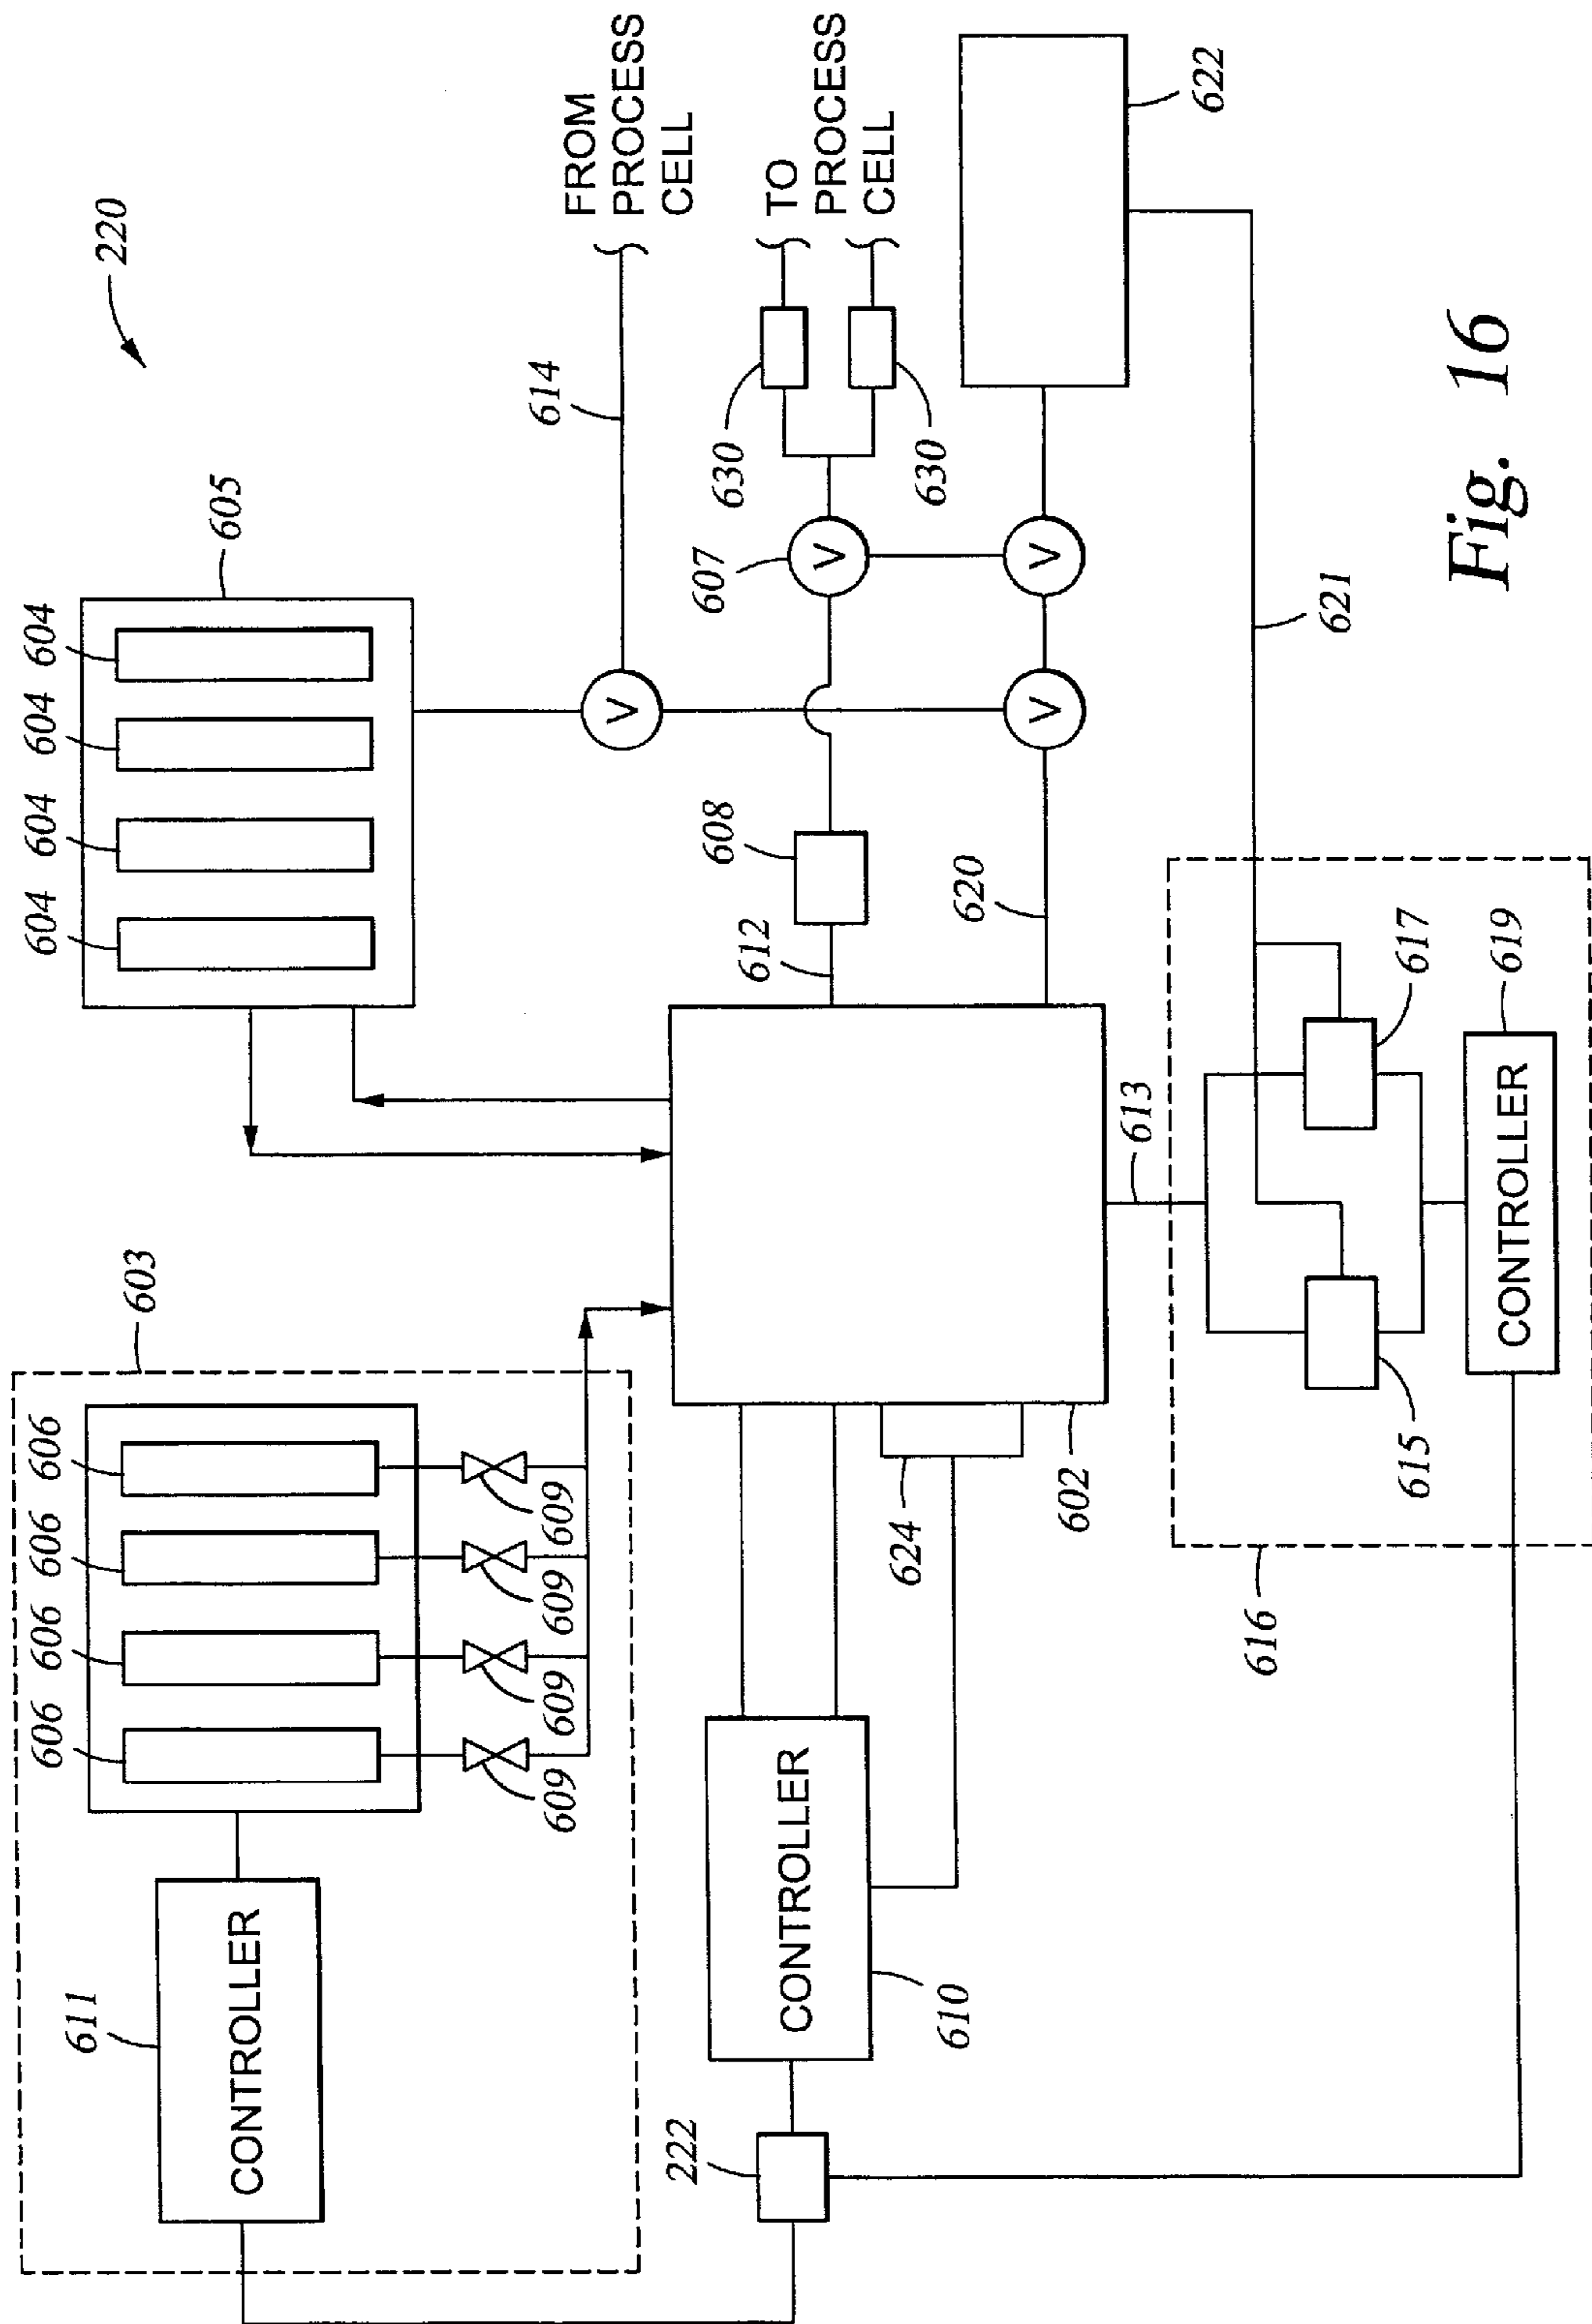 220
FROM
PROCESS
CELL
TO
PROCESS
CELL
622
614
605
604
604
604
604
630
630
607
V
V
V
V
608
612
620
621
617
619
613
CONTROLLER
615
616
603
606
606
606
606
609
609
609
609
611
CONTROLLER
624
602
CONTROLLER
610
222
Fig. 16